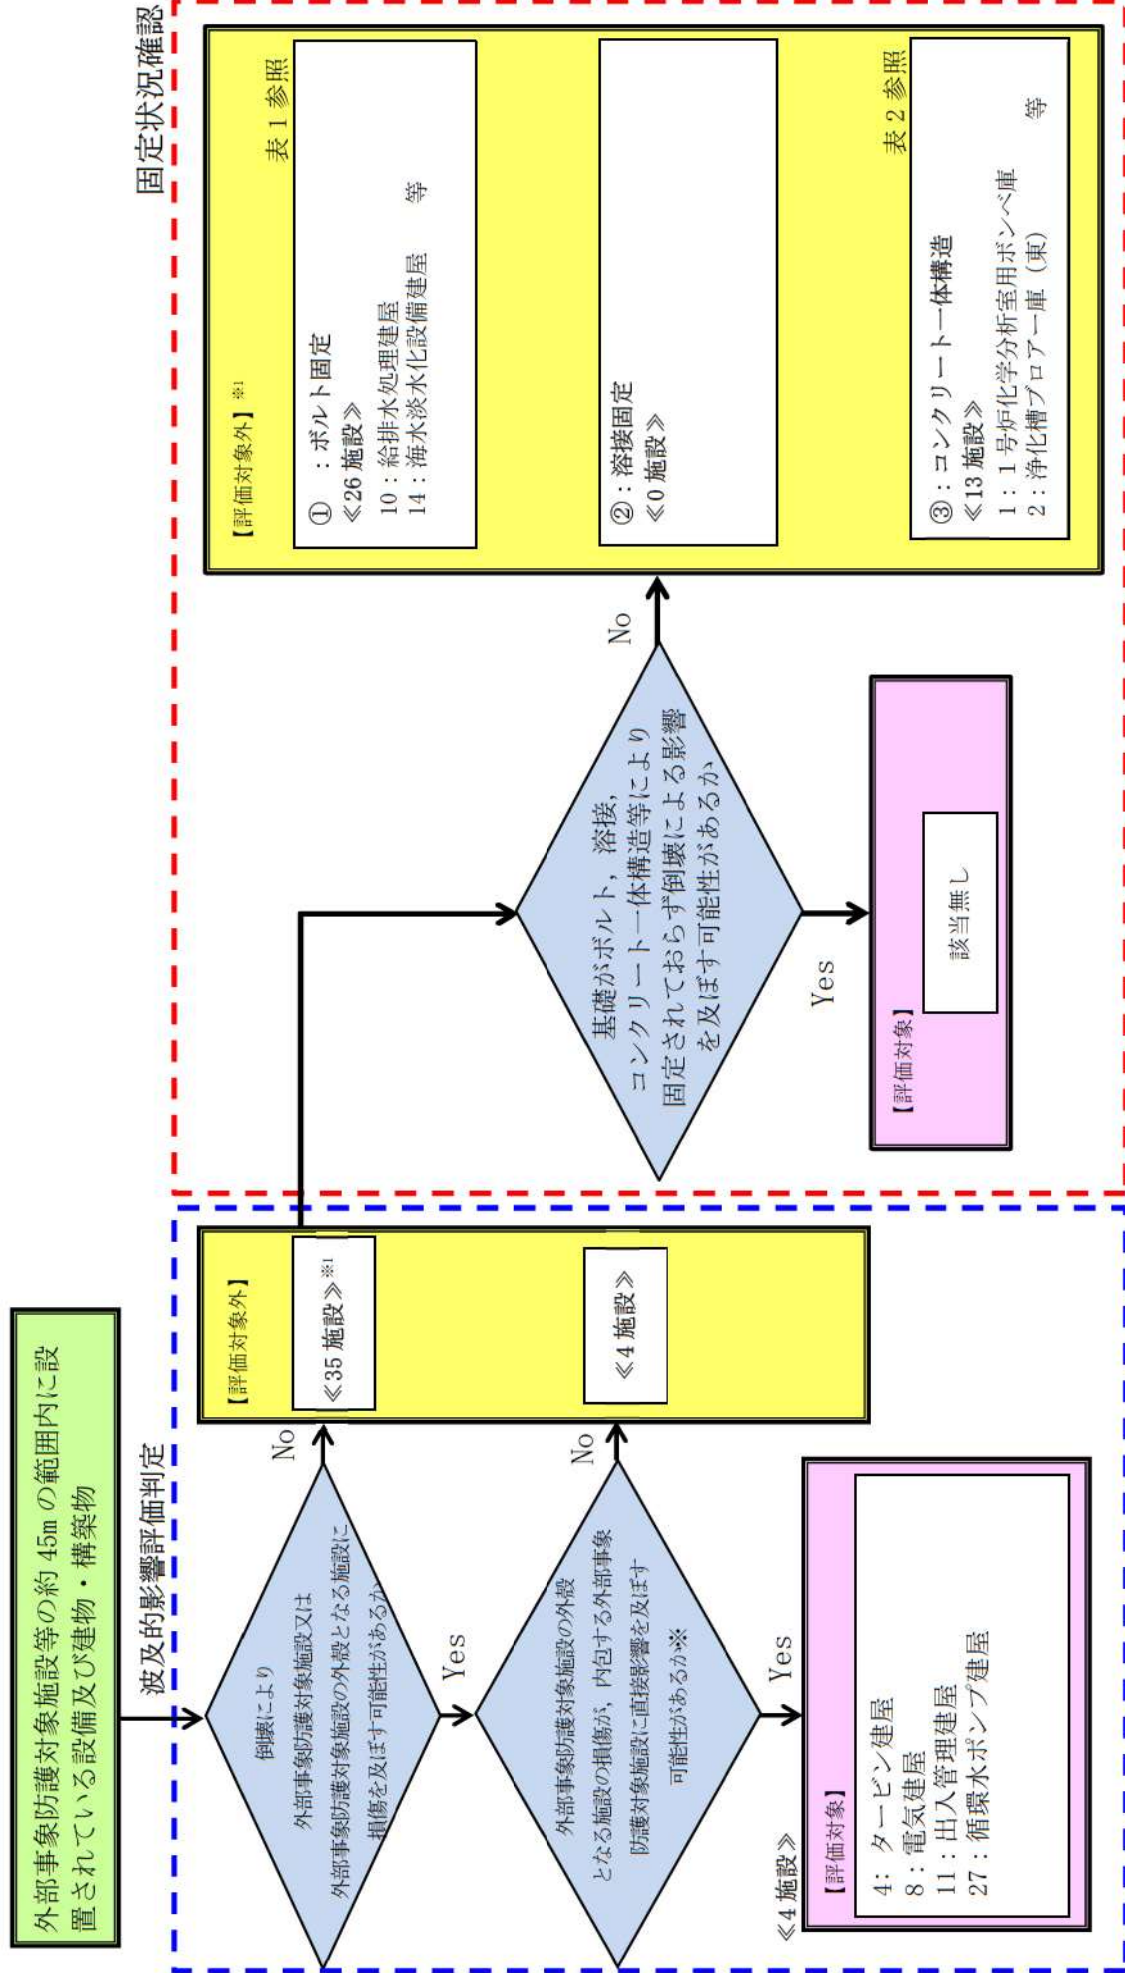 外部事象防護対象施設等の約 45m の範囲内に設
置されている設備及び建物・構築物
波及的影響評価判定
倒壊により
外部事象防護対象施設又は
外部事象防護対象施設の外殻となる施設に
損傷を及ぼす可能性があるか
No
Yes
外部事象防護対象施設の外殻
となる施設の損傷が，内包する外部事象
防護対象施設に直接影響を及ぼす
可能性があるか※
No
Yes
【評価対象外】
≪35 施設≫※1
≪4 施設≫
≪4 施設≫
【評価対象】
4：タービン建屋
8：電気建屋
11：出入管理建屋
27：循環水ポンプ建屋
固定状況確認
基礎がボルト，溶接，
コンクリート一体構造等により
固定されておらず倒壊による影響
を及ぼす可能性があるか
No
Yes
【評価対象】
該当無し
【評価対象外】※1
表 1 参照
①　：ボルト固定
≪26 施設≫
10：給排水処理建屋
14：海水淡水化設備建屋　等
②：溶接固定
≪0 施設≫
表 2 参照
③：コンクリート一体構造
≪13 施設≫
1：1 号炉化学分析室用ボンベ庫
2：浄化槽ブロアー庫（東）　等